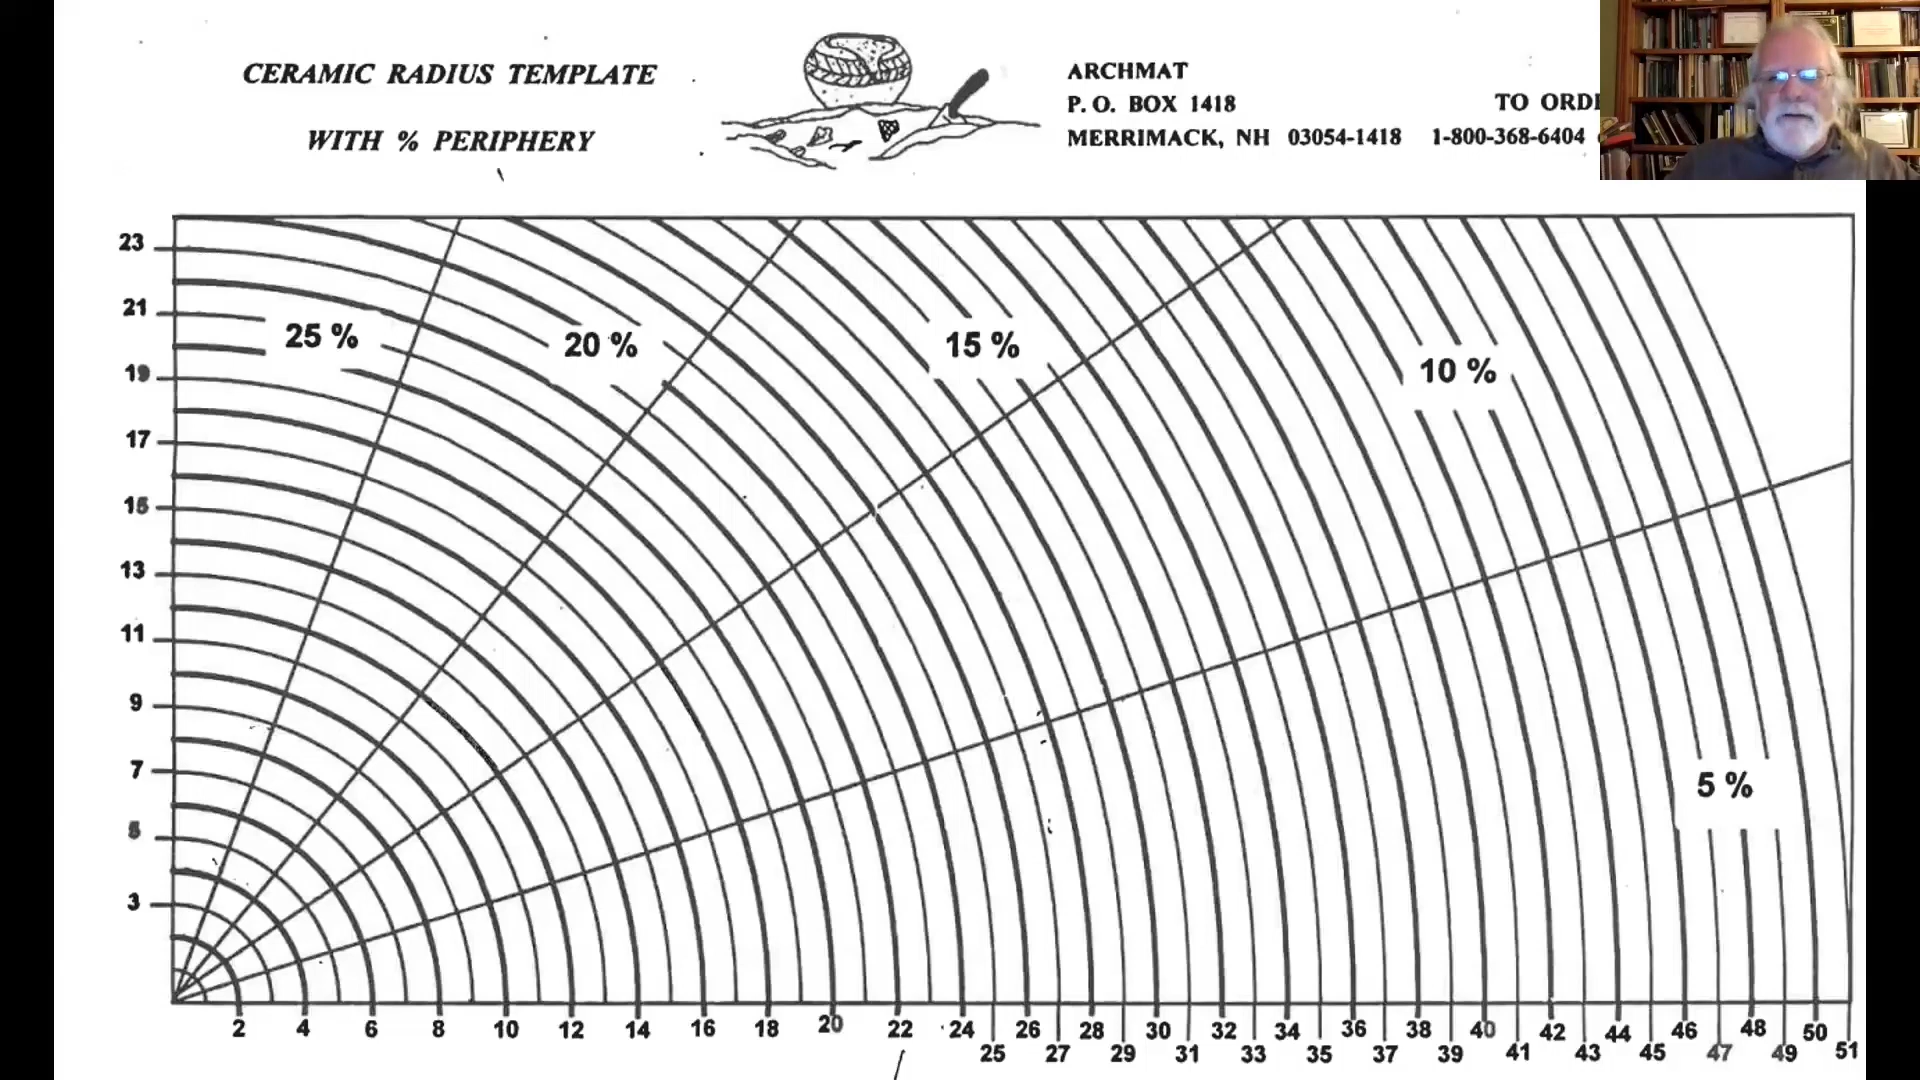 CERAMIC RADIUS TEMPLATE
WITH % PERIPHERY
ARCHMAT
P. O. BOX 1418
TO ORD
MERRIMACK, NH 03054-1418 1-800-368-6404
23
21
19
17
15
13
11
9
7
5
3
25 %
20 %
15 %
10 %
5 %
2 4 6 8 10 12 14 16 18 20 22 24 26 28 30 32 34 36 38 40 42 44 46 48 50
25 27 29 31 33 35 37 39 41 43 45 47 49 51